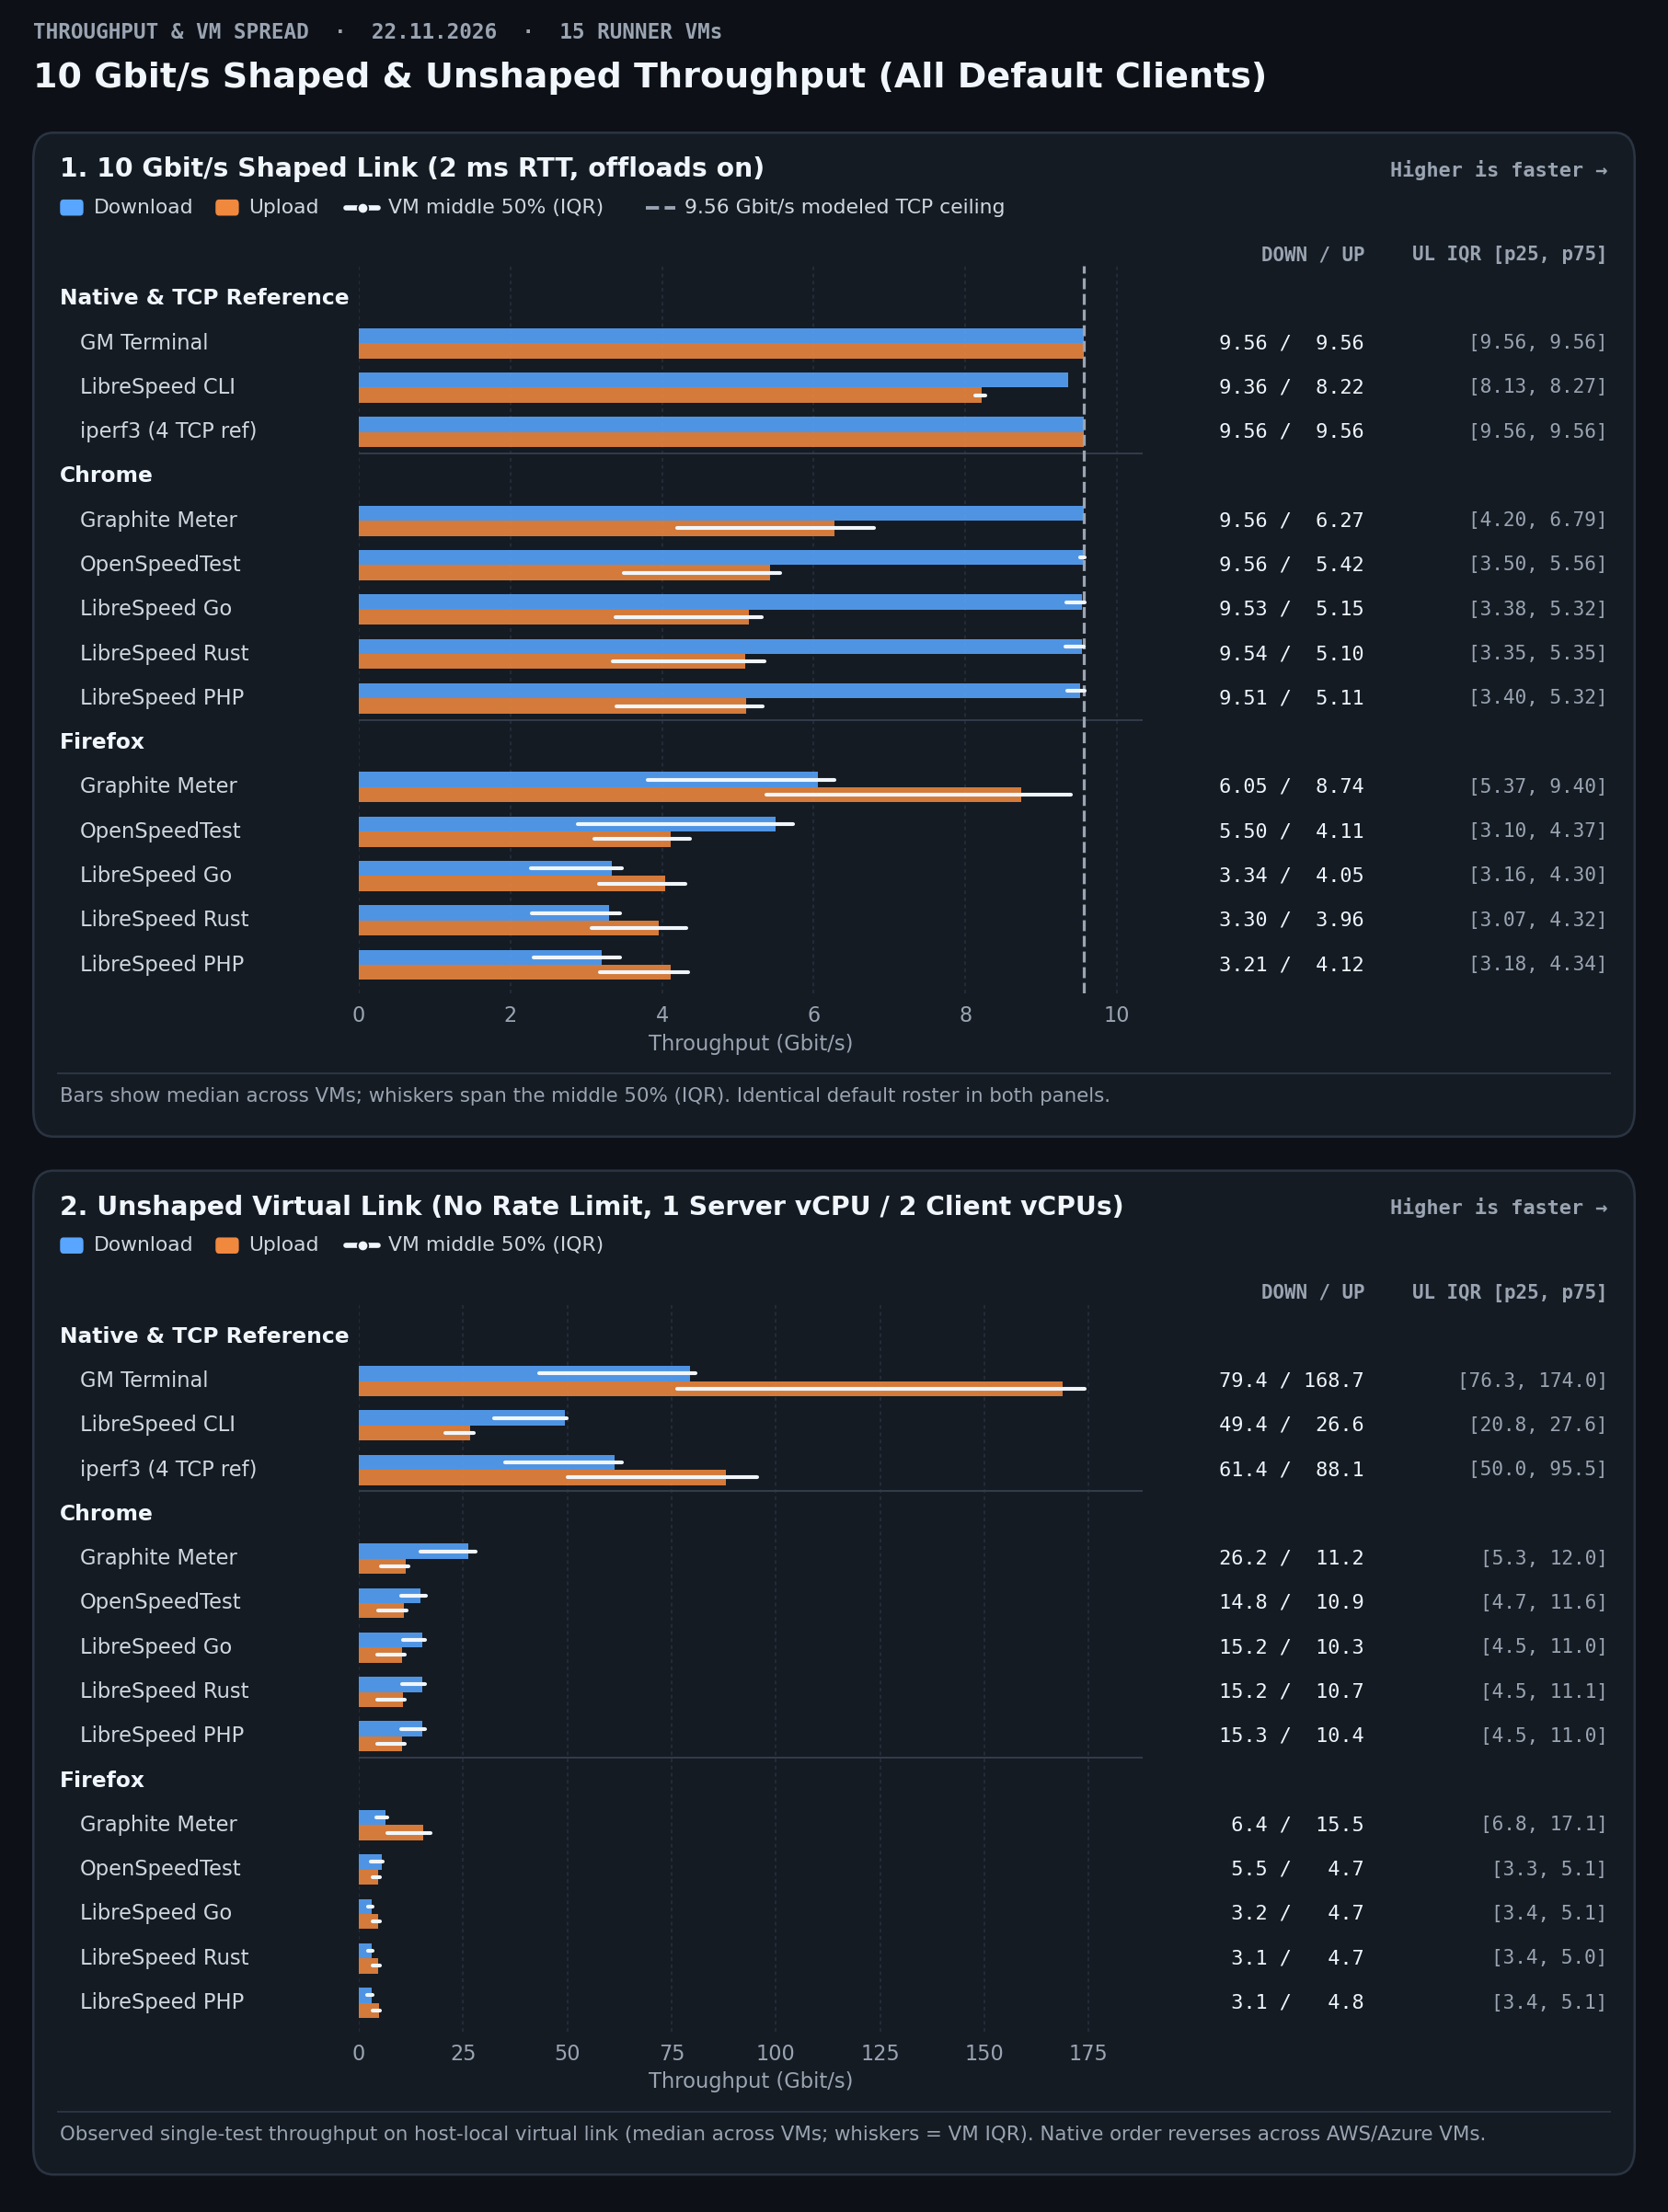 THROUGHPUT & VM SPREAD · 22.11.2026 · 15 RUNNER VMs
10 Gbit/s Shaped & Unshaped Throughput (All Default Clients)
1. 10 Gbit/s Shaped Link (2 ms RTT, offloads on) Higher is faster →
Download Upload VM middle 50% (IQR) 9.56 Gbit/s modeled TCP ceiling
DOWN / UP UL IQR [p25, p75]
Native & TCP Reference
GM Terminal 9.56 / 9.56 [9.56, 9.56]
LibreSpeed CLI 9.36 / 8.22 [8.13, 8.27]
iperf3 (4 TCP ref) 9.56 / 9.56 [9.56, 9.56]
Chrome
Graphite Meter 9.56 / 6.27 [4.20, 6.79]
OpenSpeedTest 9.56 / 5.42 [3.50, 5.56]
LibreSpeed Go 9.53 / 5.15 [3.38, 5.32]
LibreSpeed Rust 9.54 / 5.10 [3.35, 5.35]
LibreSpeed PHP 9.51 / 5.11 [3.40, 5.32]
Firefox
Graphite Meter 6.05 / 8.74 [5.37, 9.40]
OpenSpeedTest 5.50 / 4.11 [3.10, 4.37]
LibreSpeed Go 3.34 / 4.05 [3.16, 4.30]
LibreSpeed Rust 3.30 / 3.96 [3.07, 4.32]
LibreSpeed PHP 3.21 / 4.12 [3.18, 4.34]
0 2 4 6 8 10
Throughput (Gbit/s)
Bars show median across VMs; whiskers span the middle 50% (IQR). Identical default roster in both panels.
2. Unshaped Virtual Link (No Rate Limit, 1 Server vCPU / 2 Client vCPUs) Higher is faster →
Download Upload VM middle 50% (IQR)
DOWN / UP UL IQR [p25, p75]
Native & TCP Reference
GM Terminal 79.4 / 168.7 [76.3, 174.0]
LibreSpeed CLI 49.4 / 26.6 [20.8, 27.6]
iperf3 (4 TCP ref) 61.4 / 88.1 [50.0, 95.5]
Chrome
Graphite Meter 26.2 / 11.2 [5.3, 12.0]
OpenSpeedTest 14.8 / 10.9 [4.7, 11.6]
LibreSpeed Go 15.2 / 10.3 [4.5, 11.0]
LibreSpeed Rust 15.2 / 10.7 [4.5, 11.1]
LibreSpeed PHP 15.3 / 10.4 [4.5, 11.0]
Firefox
Graphite Meter 6.4 / 15.5 [6.8, 17.1]
OpenSpeedTest 5.5 / 4.7 [3.3, 5.1]
LibreSpeed Go 3.2 / 4.7 [3.4, 5.1]
LibreSpeed Rust 3.1 / 4.7 [3.4, 5.0]
LibreSpeed PHP 3.1 / 4.8 [3.4, 5.1]
0 25 50 75 100 125 150 175
Throughput (Gbit/s)
Observed single-test throughput on host-local virtual link (median across VMs; whiskers = VM IQR). Native order reverses across AWS/Azure VMs.